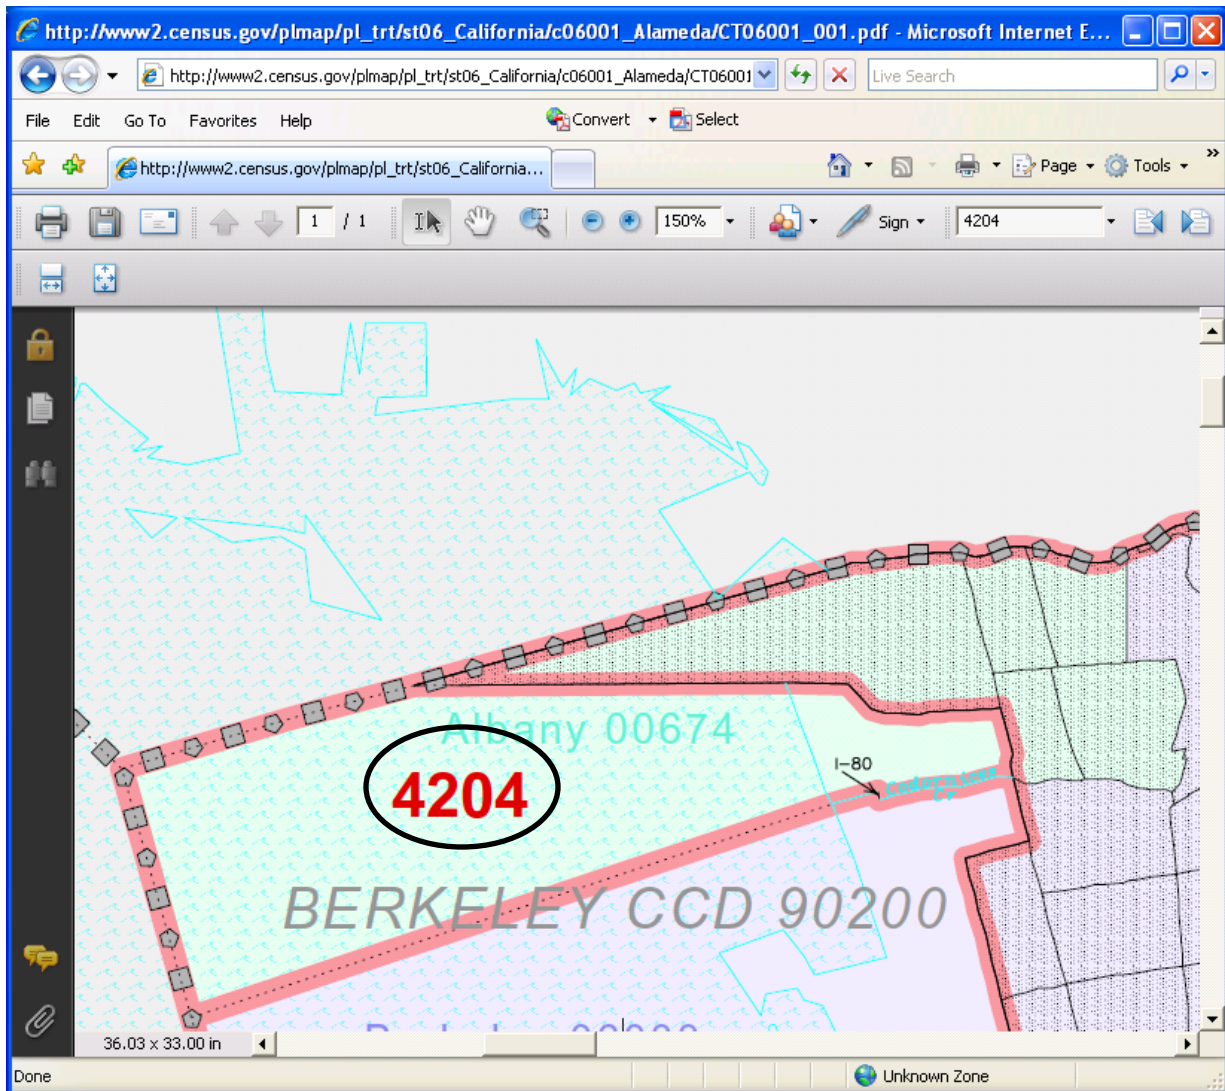 http://www2.census.gov/plmap/pl_trt/st06_California/c06001_Alameda/CT06001_001.pdf - Microsoft Internet E...
http://www2.census.gov/plmap/pl_trt/st06_California/c06001_Alameda/CT06001
Live Search
File Edit Go To Favorites Help Convert Select
http://www2.census.gov/plmap/pl_trt/st06_California... Page Tools »
1 / 1 150% Sign 4204
Albany 00674
4204
I-80
Codornices
Cr
BERKELEY CCD 90200
36.03 x 33.00 in
Done Unknown Zone